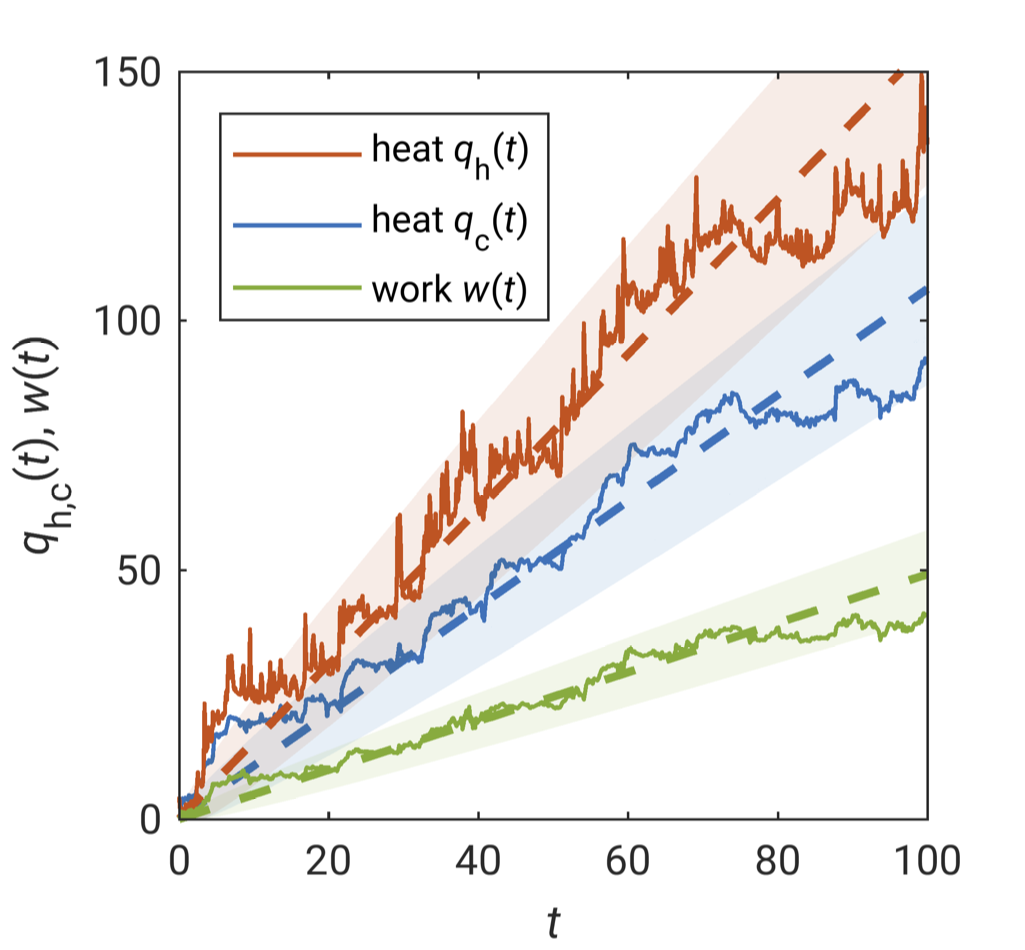 150
100
50
0
heat q_h(t)
heat q_c(t)
work w(t)
q_h,c(t), w(t)
0 20 40 60 80 100
t